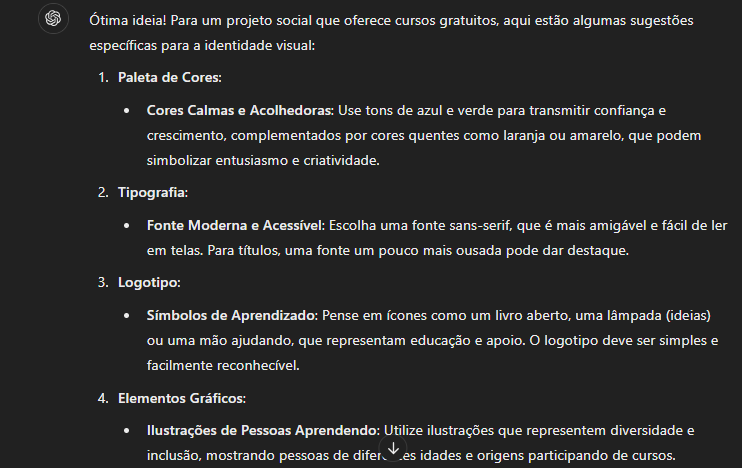 Ótima ideia! Para um projeto social que oferece cursos gratuitos, aqui estão algumas sugestões
específicas para a identidade visual:
1. Paleta de Cores:
• Cores Calmas e Acolhedoras: Use tons de azul e verde para transmitir confiança e
crescimento, complementados por cores quentes como laranja ou amarelo, que podem
simbolizar entusiasmo e criatividade.
2. Tipografia:
• Fonte Moderna e Acessível: Escolha uma fonte sans-serif, que é mais amigável e fácil de ler
em telas. Para títulos, uma fonte um pouco mais ousada pode dar destaque.
3. Logotipo:
• Símbolos de Aprendizado: Pense em ícones como um livro aberto, uma lâmpada (ideias)
ou uma mão ajudando, que representam educação e apoio. O logotipo deve ser simples e
facilmente reconhecível.
4. Elementos Gráficos:
• Ilustrações de Pessoas Aprendendo: Utilize ilustrações que representem diversidade e
inclusão, mostrando pessoas de idades e origens participando de cursos.